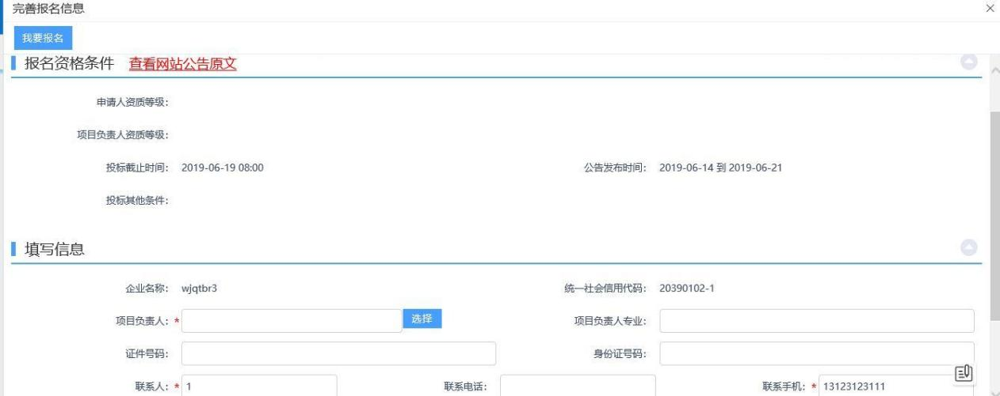 完善报名信息
我要报名
报名资格条件 查看网站公告原文
申请人资质等级:
项目负责人资质等级:
投标截止时间: 2019-06-19 08:00 公告发布时间: 2019-06-14 到 2019-06-21
投标其他条件:
填写信息
企业名称: wjqtbr3 统一社会信用代码: 20390102-1
项目负责人: * 选择 项目负责人专业:
证件号码: 身份证号码:
联系人: * 1 联系电话: 联系手机: * 13123123111